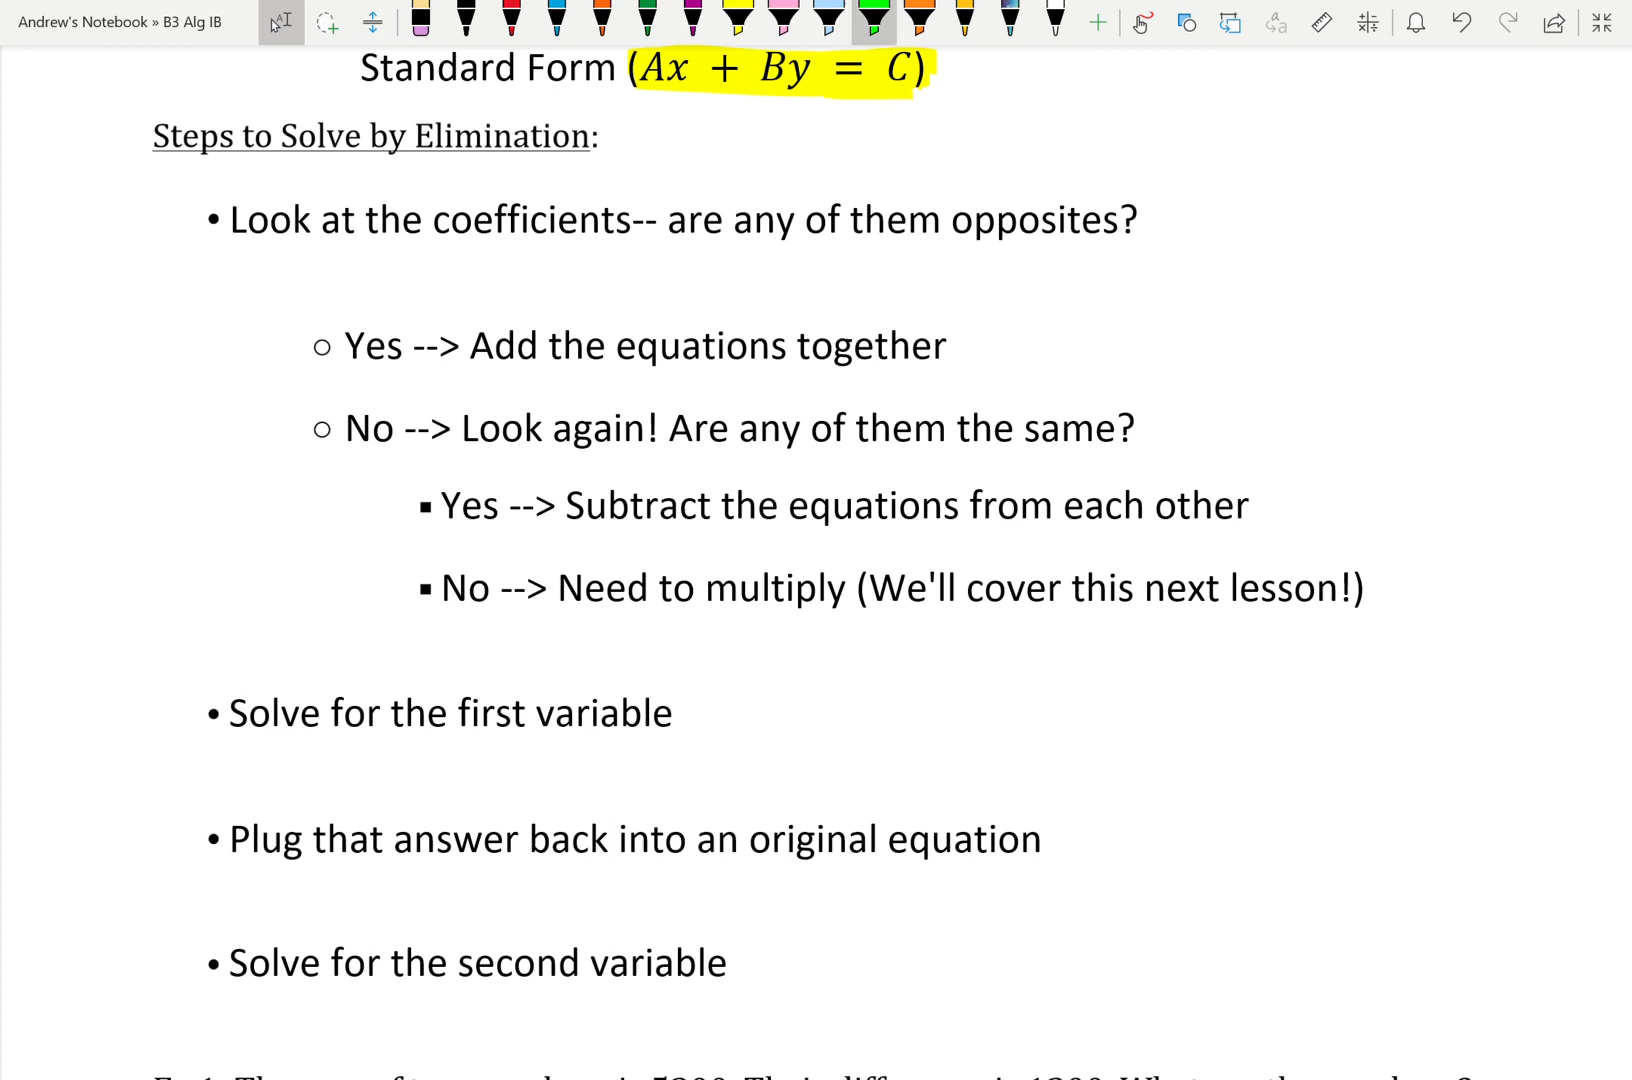 Andrew's Notebook » B3 Alg IB
Standard Form (Ax + By = C)
Steps to Solve by Elimination:
• Look at the coefficients-- are any of them opposites?
○ Yes --> Add the equations together
○ No --> Look again! Are any of them the same?
▪ Yes --> Subtract the equations from each other
▪ No --> Need to multiply (We'll cover this next lesson!)
• Solve for the first variable
• Plug that answer back into an original equation
• Solve for the second variable